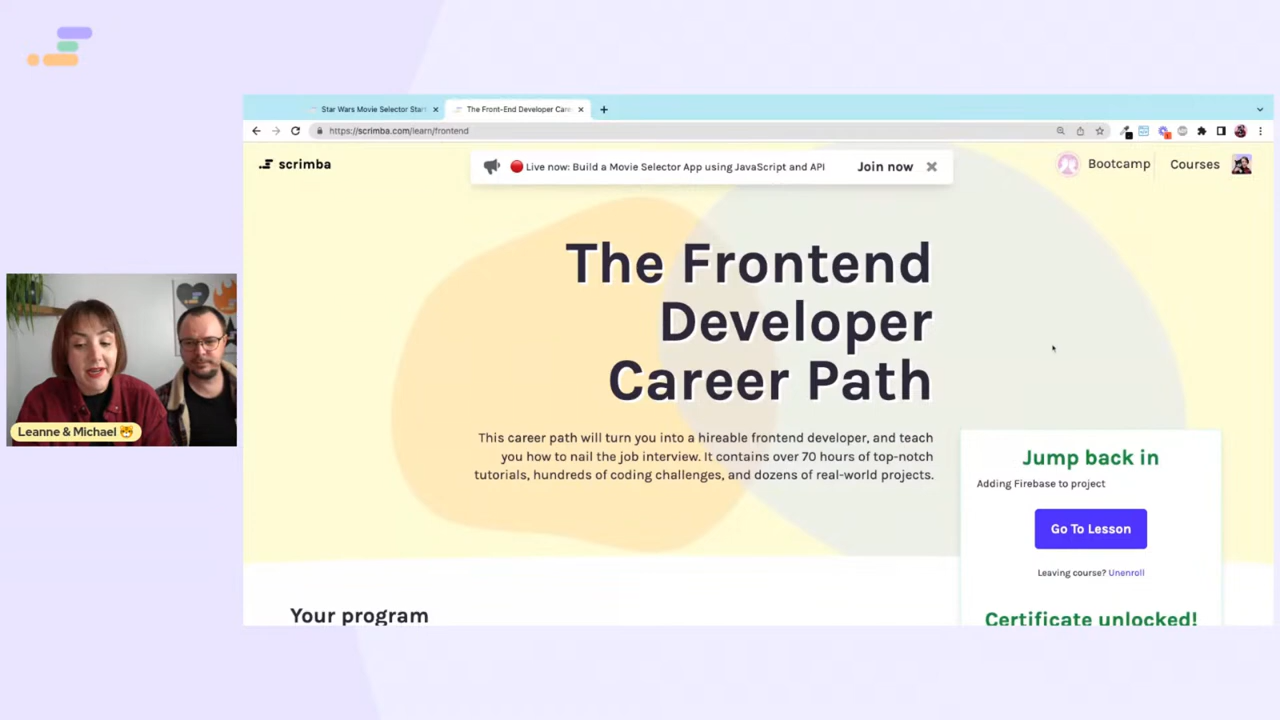 Star Wars Movie Selector Start
The Front-End Developer Care
https://scrimba.com/learn/frontend
scrimba
Live now: Build a Movie Selector App using JavaScript and API
Join now
Bootcamp
Courses
The Frontend
Developer
Career Path
This career path will turn you into a hireable frontend developer, and teach
you how to nail the job interview. It contains over 70 hours of top-notch
tutorials, hundreds of coding challenges, and dozens of real-world projects.
Jump back in
Adding Firebase to project
Go To Lesson
Leaving course? Unenroll
Certificate unlocked!
Your program
Leanne & Michael